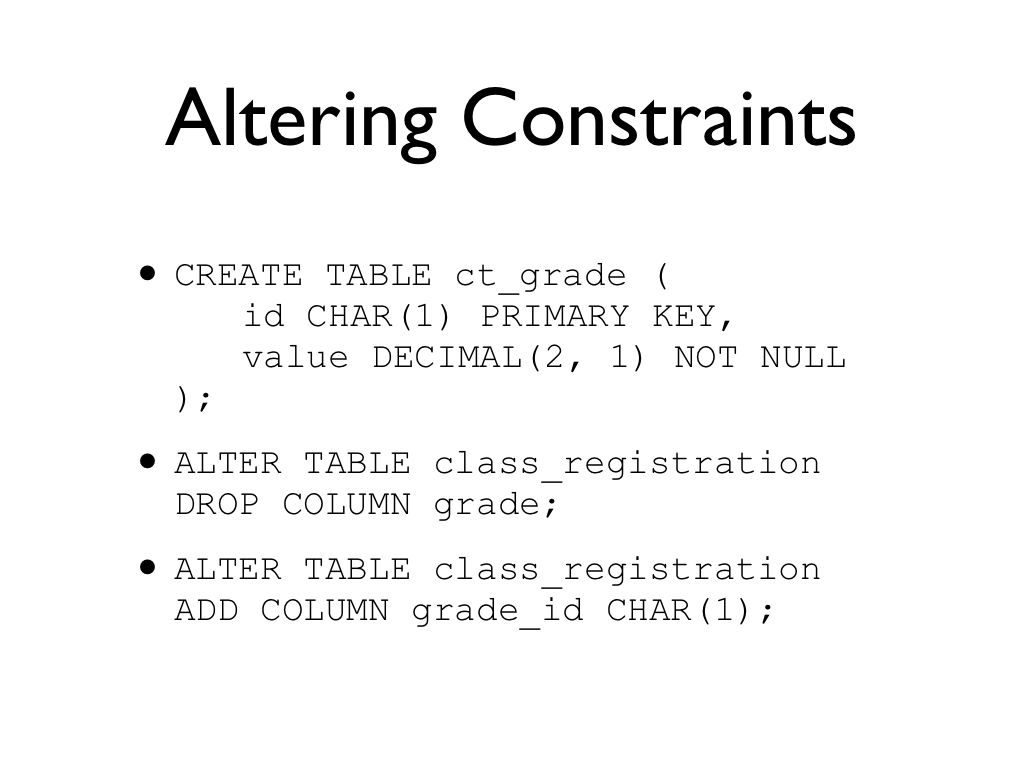 Altering Constraints
• CREATE TABLE ct_grade (
id CHAR(1) PRIMARY KEY,
value DECIMAL(2, 1) NOT NULL
);
• ALTER TABLE class_registration
DROP COLUMN grade;
• ALTER TABLE class_registration
ADD COLUMN grade_id CHAR(1);